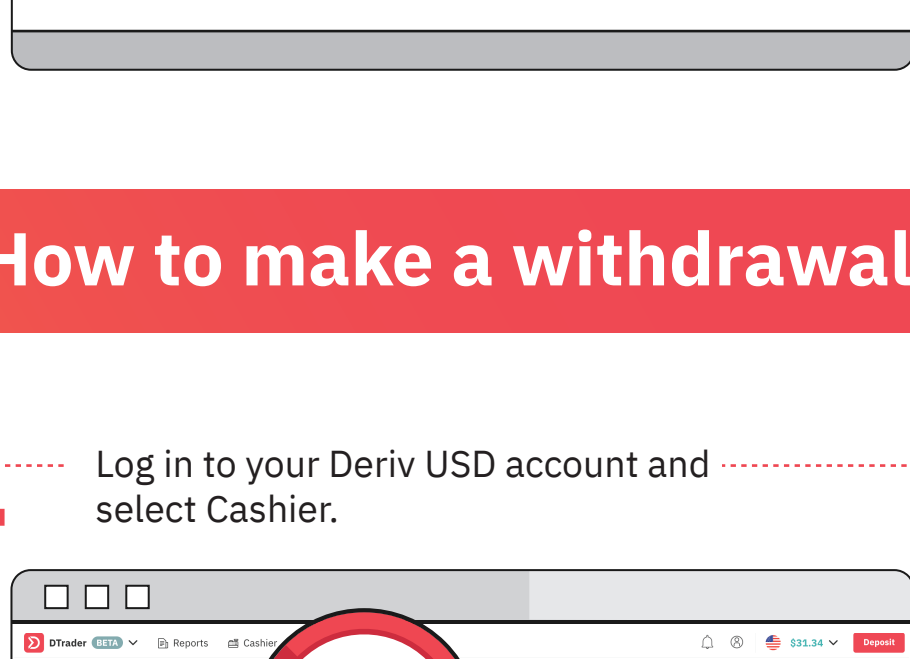 How to make a withdrawal
Log in to your Deriv USD account and
select Cashier.
DTrader BETA Reports Cashier $31.34 Deposit